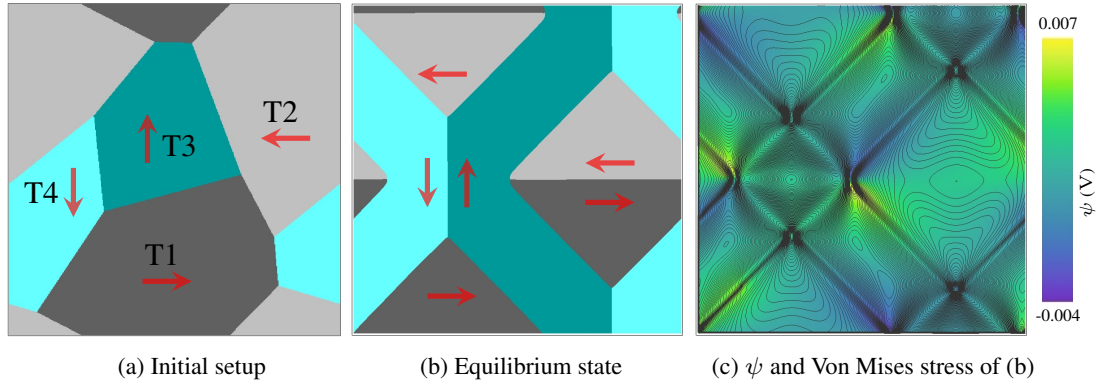 T2
T3
T4
T1
0.007
ψ (V)
-0.004
(a) Initial setup
(b) Equilibrium state
(c) ψ and Von Mises stress of (b)